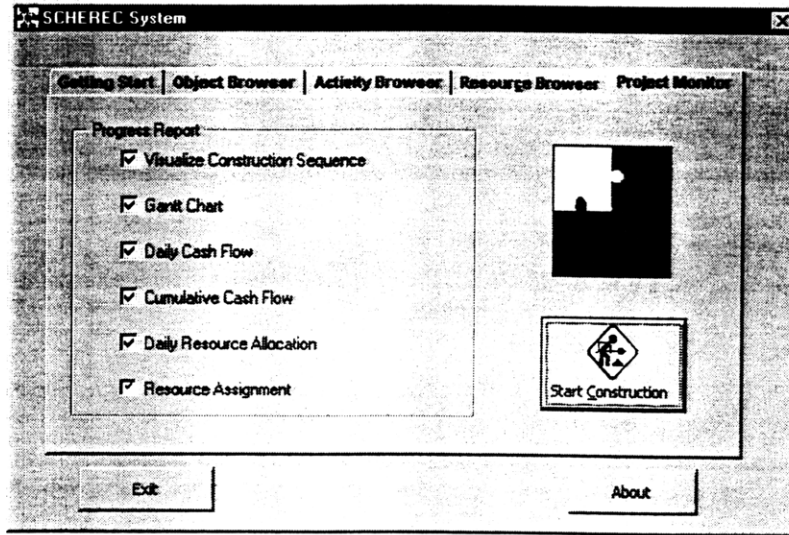 SCHEREC System
Getting Start Object Browser Activity Browser Resource Browser Project Monitor
Progress Report
Visualize Construction Sequence
Gantt Chart
Daily Cash Flow
Cumulative Cash Flow
Daily Resource Allocation
Resource Assignment
Start Construction
Exit
About